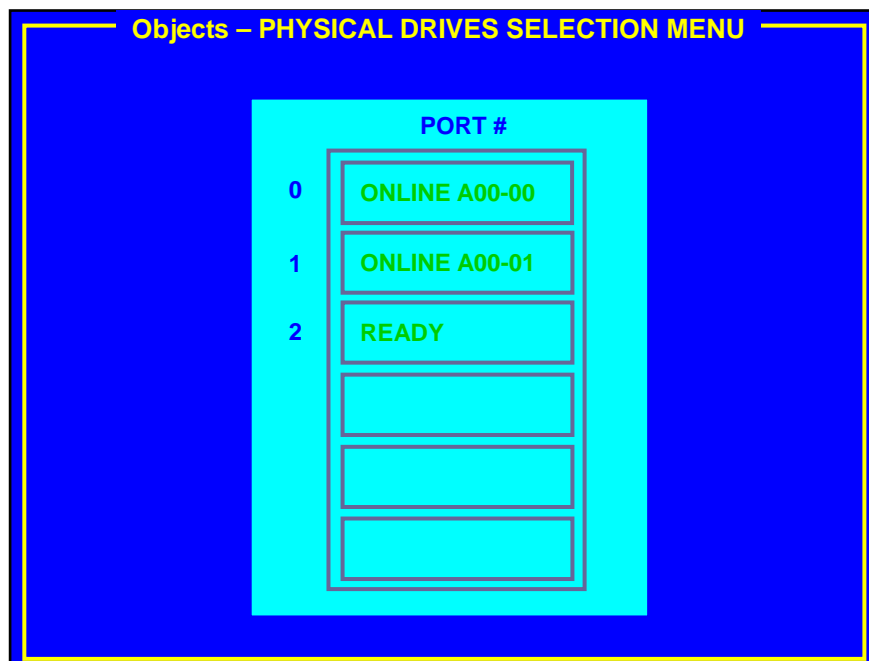 Objects – PHYSICAL DRIVES SELECTION MENU
PORT #
0 ONLINE A00-00
1 ONLINE A00-01
2 READY